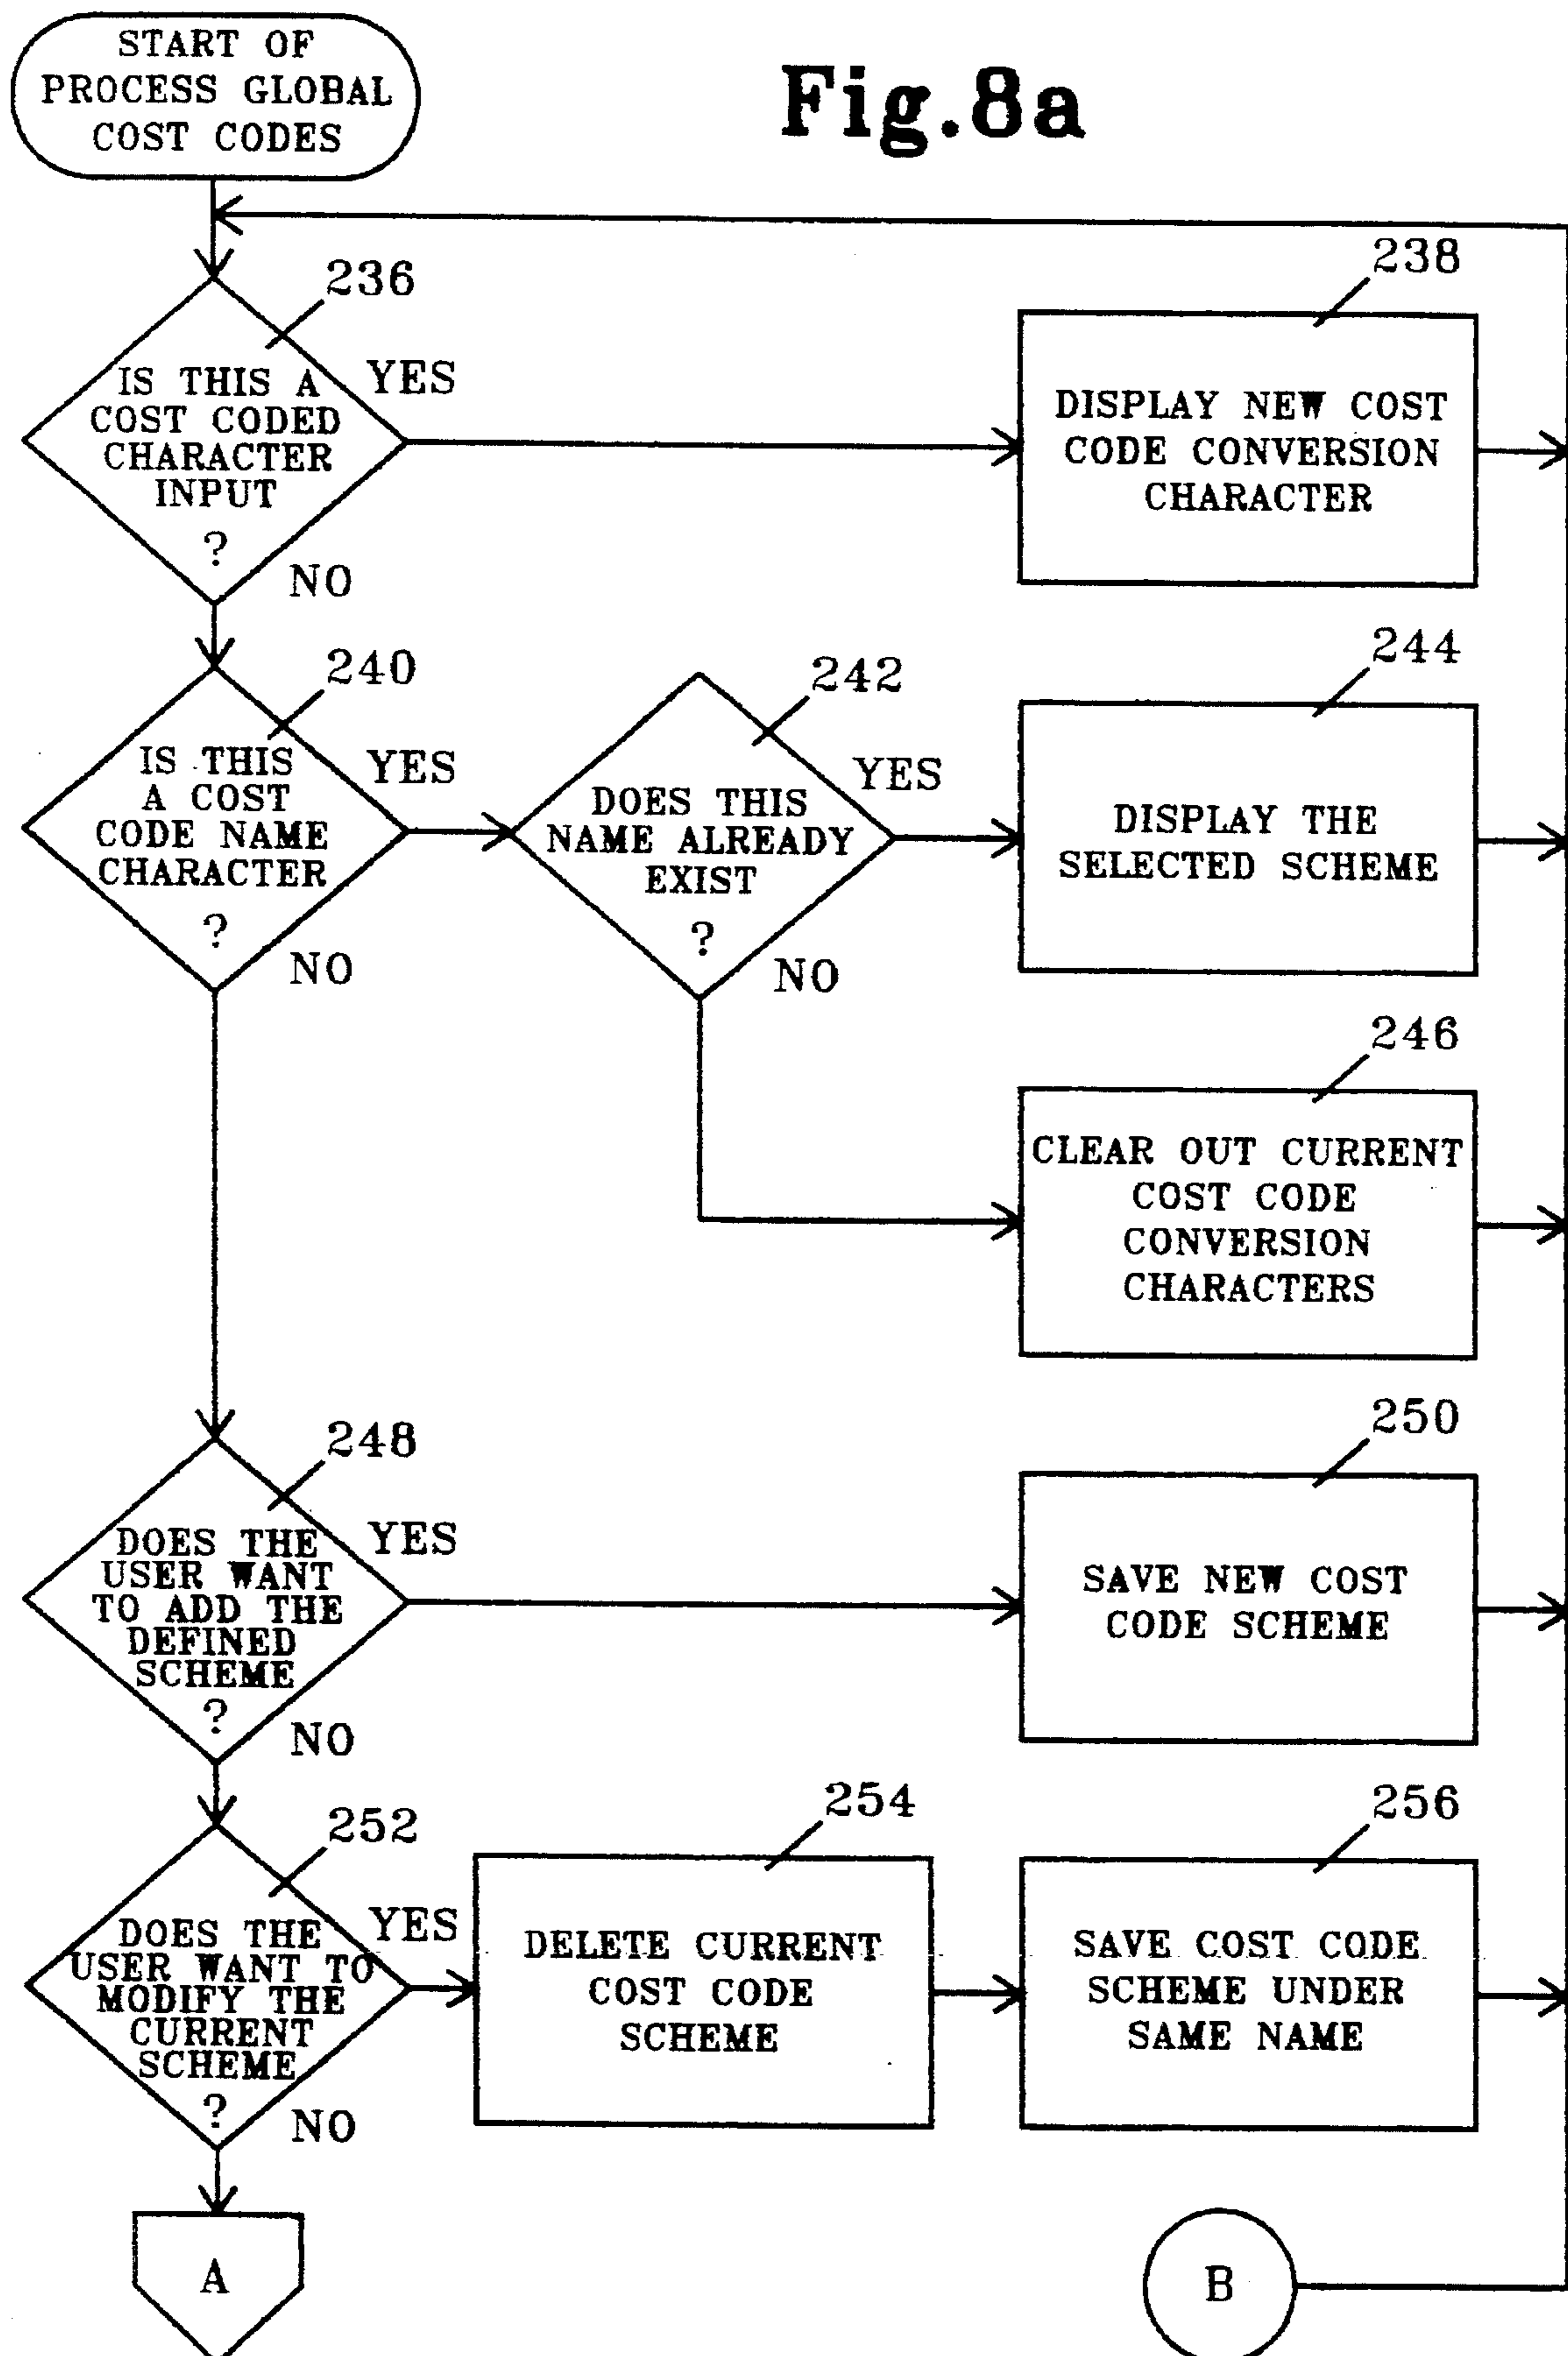 START OF
PROCESS GLOBAL
COST CODES
Fig.8a
236
IS THIS A
COST CODED
CHARACTER
INPUT
?
YES
NO
238
DISPLAY NEW COST
CODE CONVERSION
CHARACTER
240
IS THIS
A COST
CODE NAME
CHARACTER
?
YES
NO
242
DOES THIS
NAME ALREADY
EXIST
?
YES
NO
244
DISPLAY THE
SELECTED SCHEME
246
CLEAR OUT CURRENT
COST CODE
CONVERSION
CHARACTERS
248
DOES THE
USER WANT
TO ADD THE
DEFINED
SCHEME
?
YES
NO
250
SAVE NEW COST
CODE SCHEME
252
DOES THE
USER WANT TO
MODIFY THE
CURRENT
SCHEME
?
YES
NO
254
DELETE CURRENT
COST CODE
SCHEME
256
SAVE COST CODE
SCHEME UNDER
SAME NAME
A
B